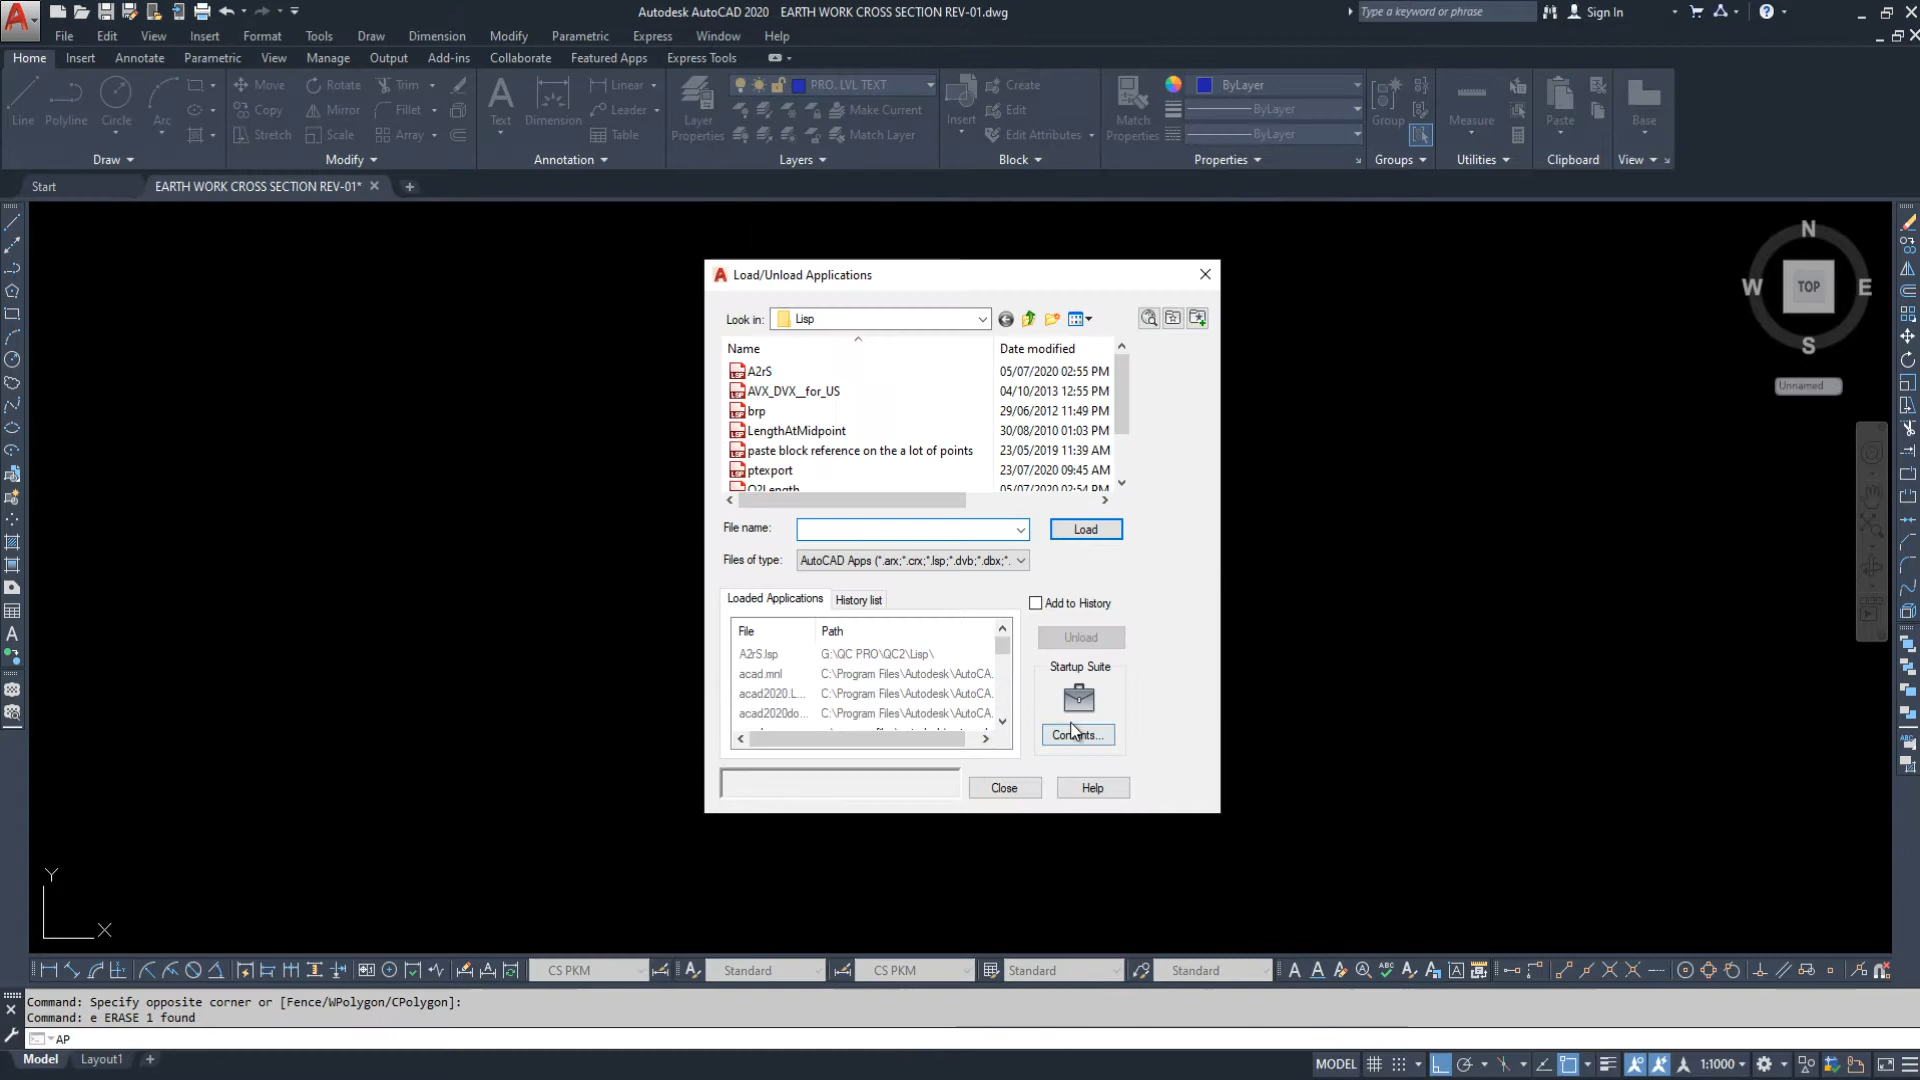 Autodesk AutoCAD 2020 EARTH WORK CROSS SECTION REV-01.dwg
Type a keyword or phrase
Sign In
File Edit View Insert Format Tools Draw Dimension Modify Parametric Express Window Help
Home Insert Annotate Parametric View Manage Output Add-ins Collaborate Featured Apps Express Tools
Line Polyline Circle Arc
Move Rotate Trim
Copy Mirror Fillet
Stretch Scale Array
Text Dimension
Linear
Leader
Table
Layer Properties
PRO. LVL TEXT
Make Current
Match Layer
Insert
Create
Edit
Edit Attributes
Match Properties
ByLayer
ByLayer
ByLayer
Group
Measure
Paste
Base
Draw Modify Annotation Layers Block Properties Groups Utilities Clipboard View
Start
EARTH WORK CROSS SECTION REV-01*
N
W TOP E
S
Unnamed
Load/Unload Applications
Look in: Lisp
Name Date modified
A2rS 05/07/2020 02:55 PM
AVX_DVX__for_US 04/10/2013 12:55 PM
brp 29/06/2012 11:49 PM
LengthAtMidpoint 30/08/2010 01:03 PM
paste block reference on the a lot of points 23/05/2019 11:39 AM
ptexport 23/07/2020 09:45 AM
O2Length 05/07/2020 02:54 PM
File name:
Load
Files of type: AutoCAD Apps (*.arx;*.crx;*.lsp;*.dvb;*.dbx;*.
Loaded Applications History list
Add to History
File Path
Unload
A2rS.lsp G:\QC PRO\QC2\Lisp\
Startup Suite
acad.mnl C:\Program Files\Autodesk\AutoCA.
acad2020.L... C:\Program Files\Autodesk\AutoCA.
acad2020do... C:\Program Files\Autodesk\AutoCA.
Contents...
Close Help
Y
X
CS PKM Standard CS PKM Standard Standard
Command: Specify opposite corner or [Fence/WPolygon/CPolygon]:
Command: e ERASE 1 found
AP
Model Layout1 +
MODEL 1:1000